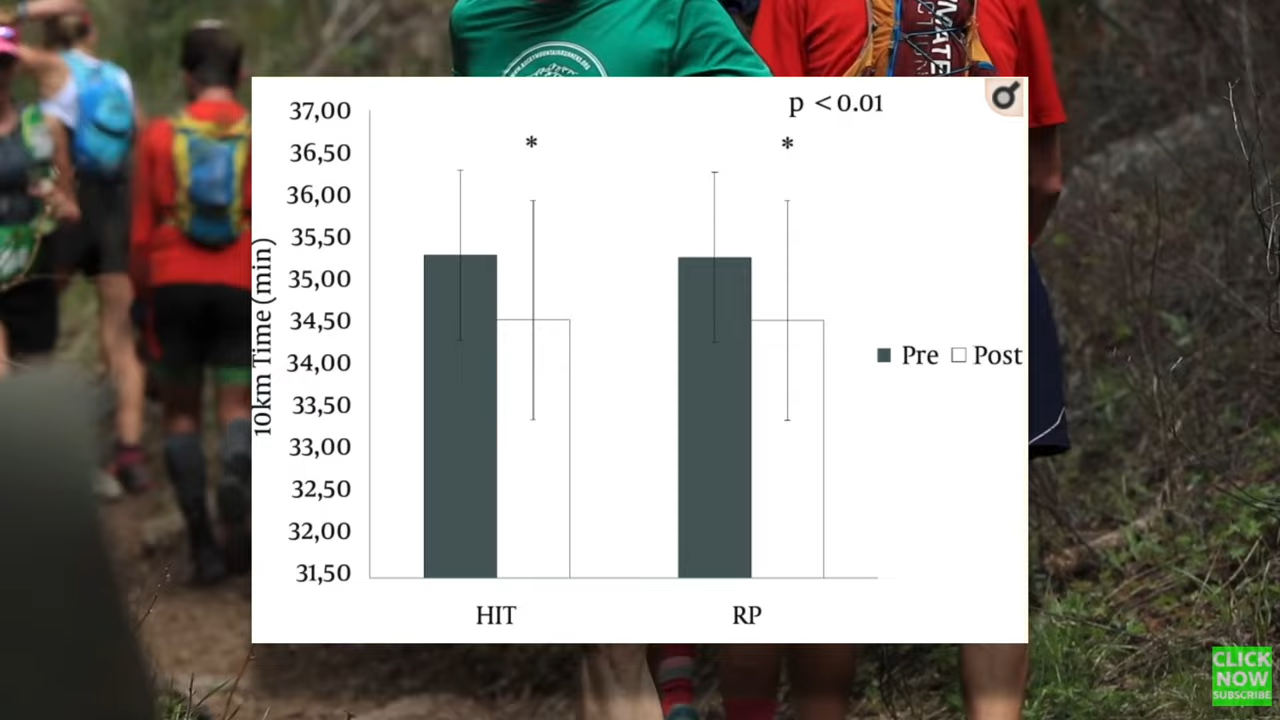 MATE
p < 0.01
37,00
*
*
36,50
36,00
35,50
35,00
34,50
34,00
33,50
33,00
32,50
32,00
31,50
10km Time (min)
Pre
Post
HIT
RP
CLICK
NOW
SUBSCRIBE